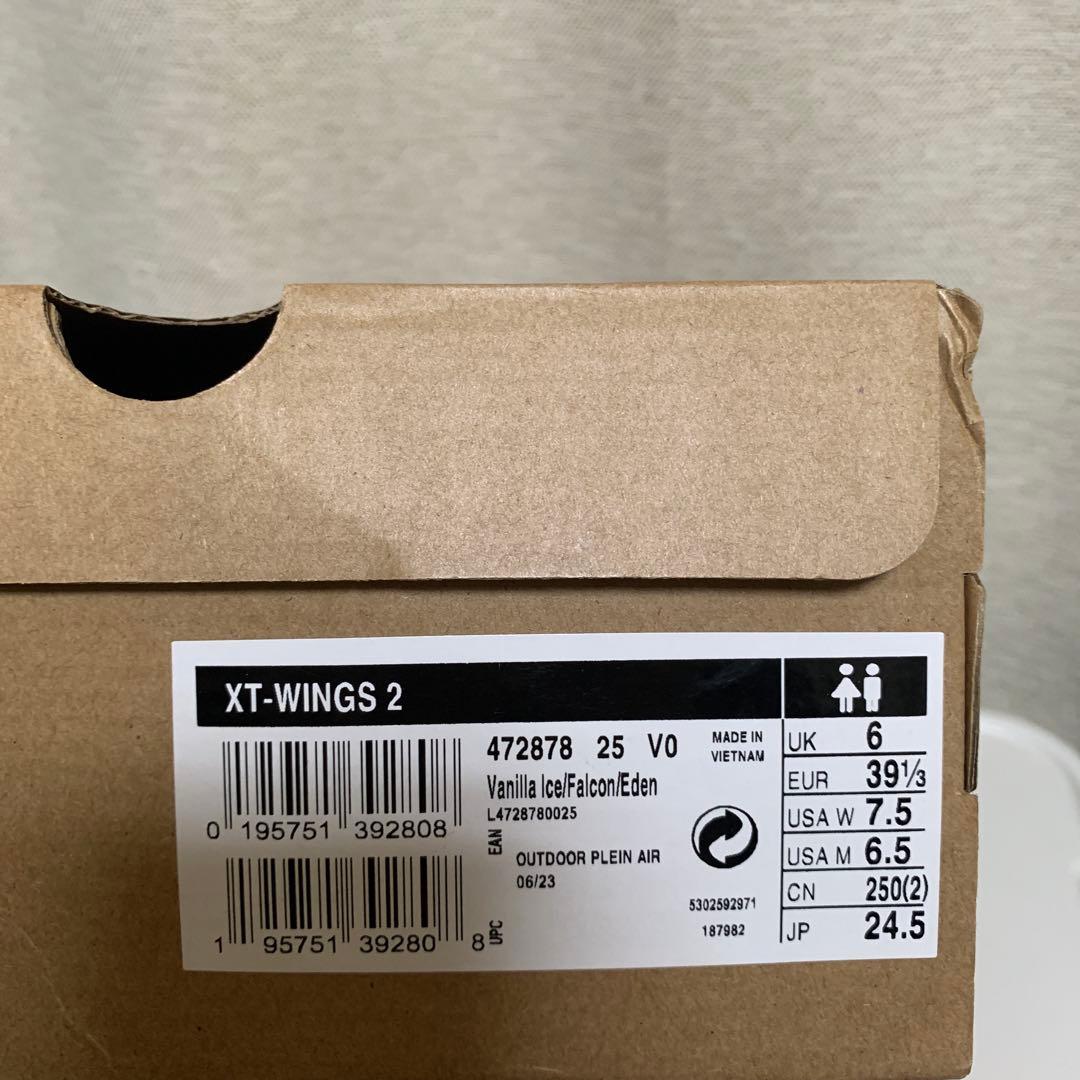 XT-WINGS 2
472878 25 V0
MADE IN
VIETNAM
Vanilla Ice/Falcon/Eden
L4728780025
0 195751 392808
EAN
OUTDOOR PLEIN AIR
06/23
5302592971
187982
1 95751 39280 8
UPC
UK 6
EUR 39⅓
USA W 7.5
USA M 6.5
CN 250(2)
JP 24.5